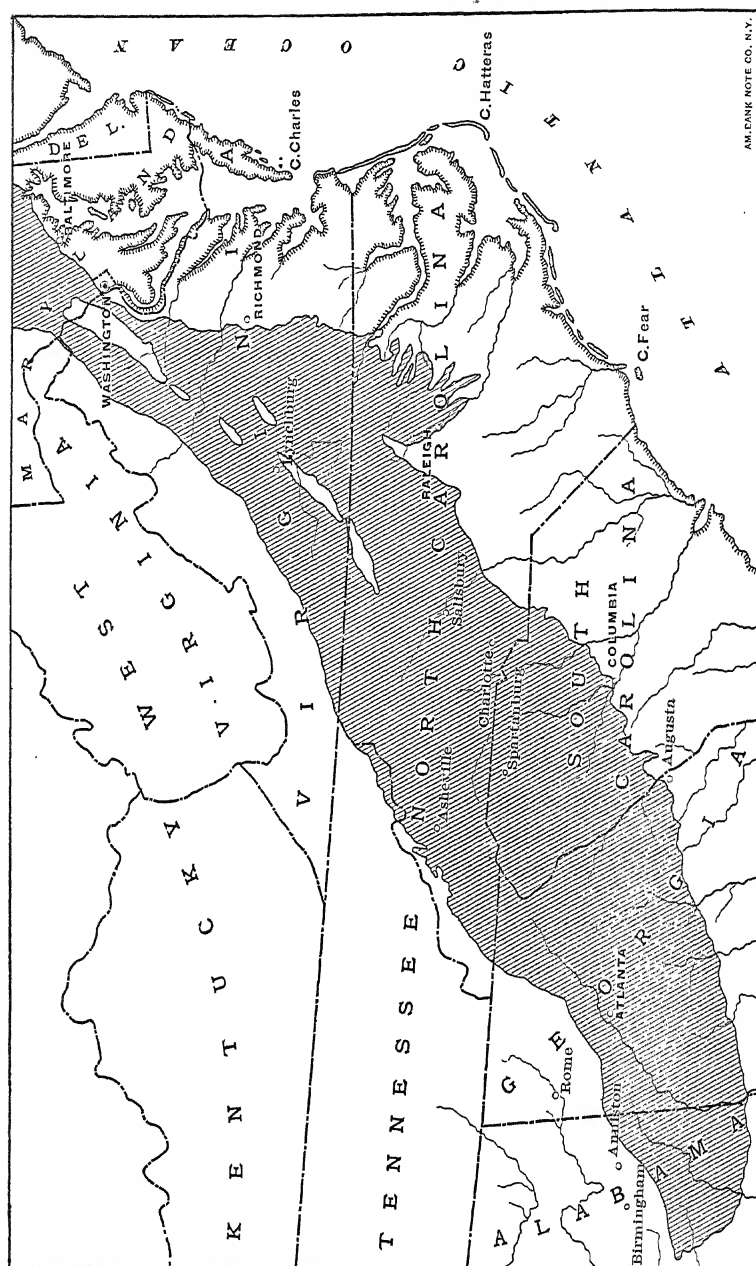 ATLANTIC OCEAN
MARYLAND
DEL.
BALTIMORE
WASHINGTON
WEST
VIRGINIA
VIRGINIA
RICHMOND
Lynchburg
C.Charles
KENTUCKY
TENNESSEE
NORTH CAROLINA
RALEIGH
Salisbury
Charlotte
Asheville
C.Hatteras
C.Fear
SOUTH
CAROLINA
Spartanburg
COLUMBIA
GEORGIA
Augusta
ATLANTA
Rome
ALABAMA
Anniston
Birmingham
AM.BANK NOTE CO. N.Y.